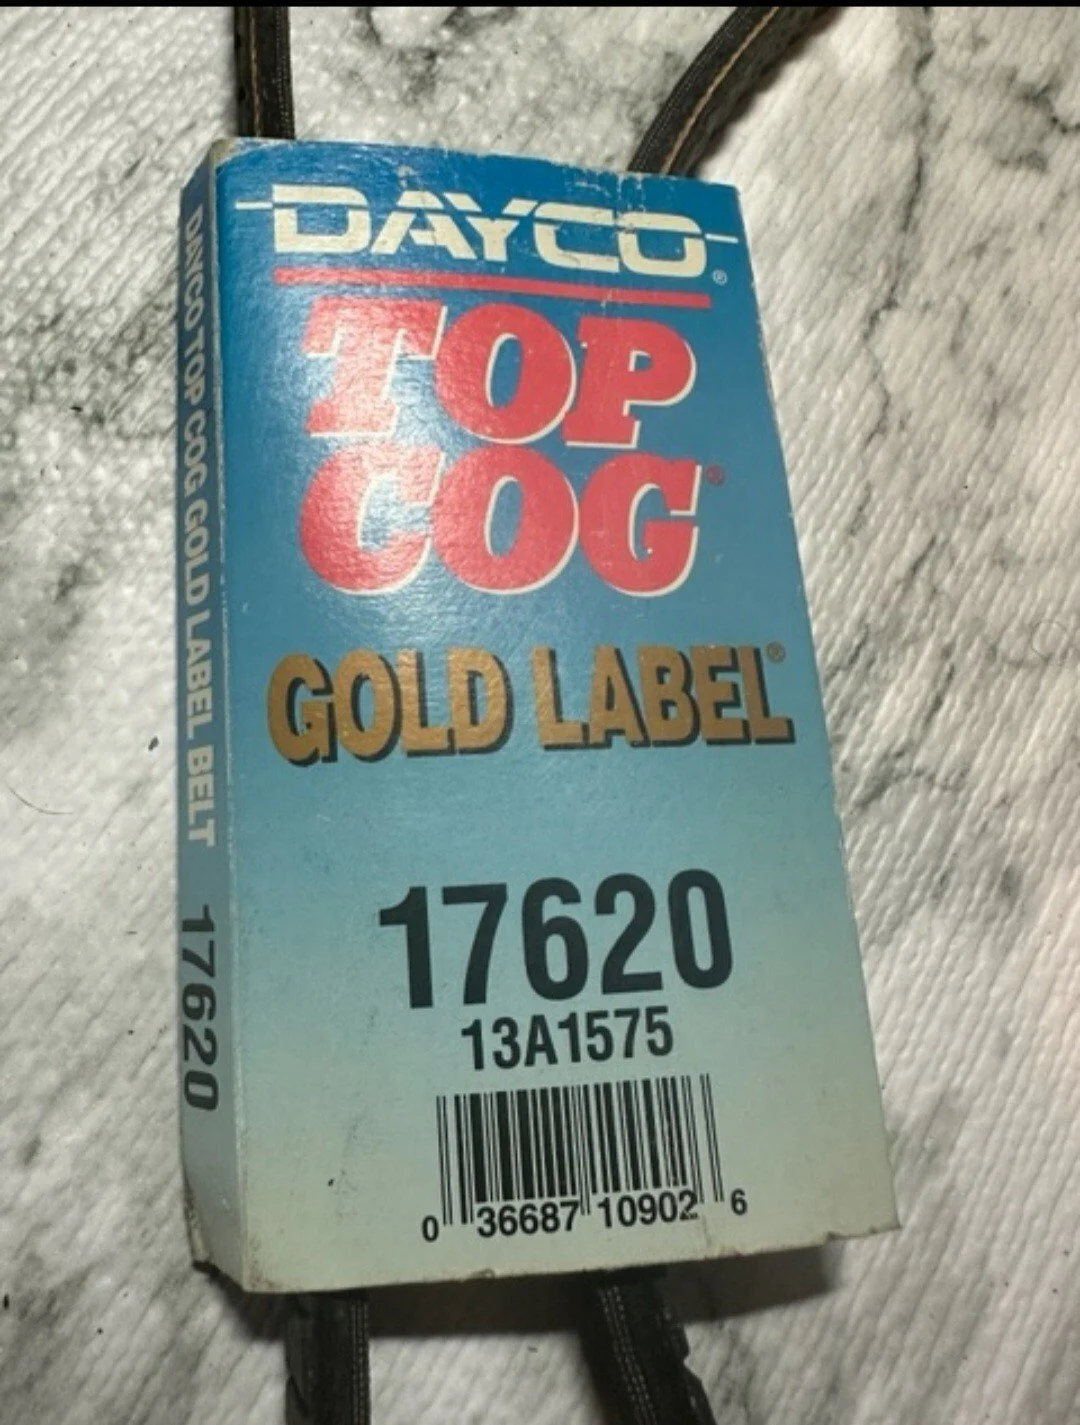 DAYCO®
TOP
COG®
GOLD LABEL®
17620
13A1575
0 36687 10902 6
DAYCO TOP COG GOLD LABEL BELT 17620